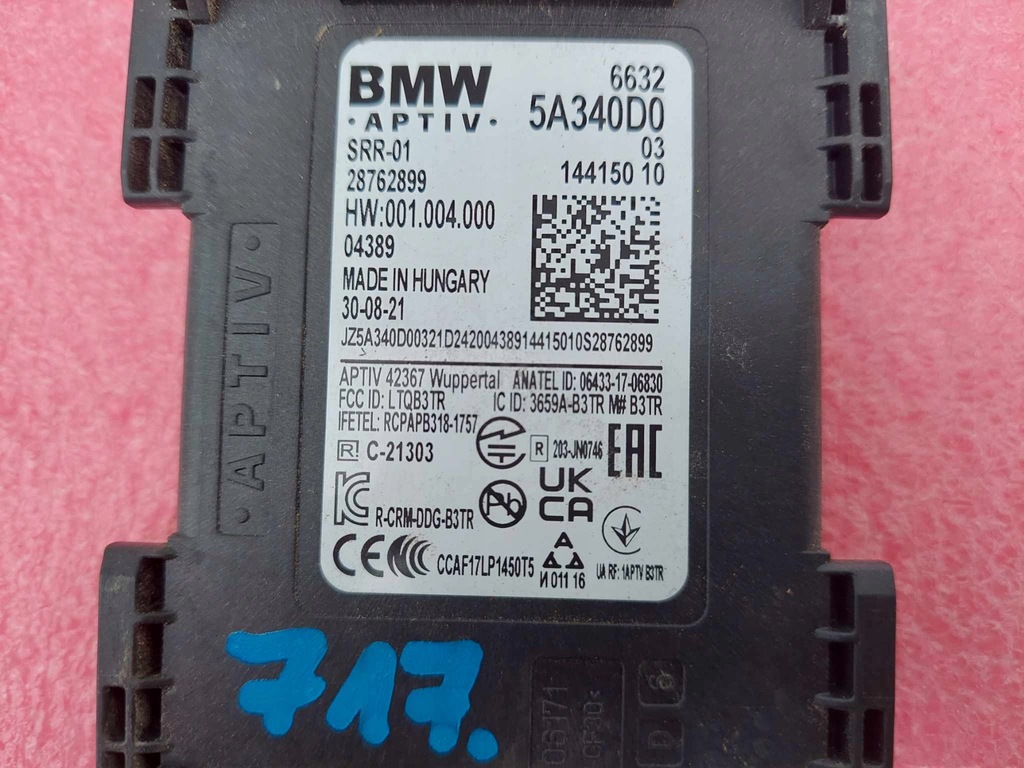 BMW
· APTIV ·
6632
5A340D0
03
144150 10
SRR-01
28762899
HW:001.004.000
04389
MADE IN HUNGARY
30-08-21
JZ5A340D00321D24200438914415010S28762899
APTIV 42367 Wuppertal ANATEL ID: 06433-17-06830
FCC ID: LTQB3TR IC ID: 3659A-B3TR M# B3TR
IFETEL: RCPAPB318-1757
R C-21303
R 203-JN0746
EAC
UK
CA
Pb
R-CRM-DDG-B3TR
CE
CCAF17LP1450T5
A
И 011 16
UA RF: 1APTV B3TR
· APTIV ·
717.
D 6